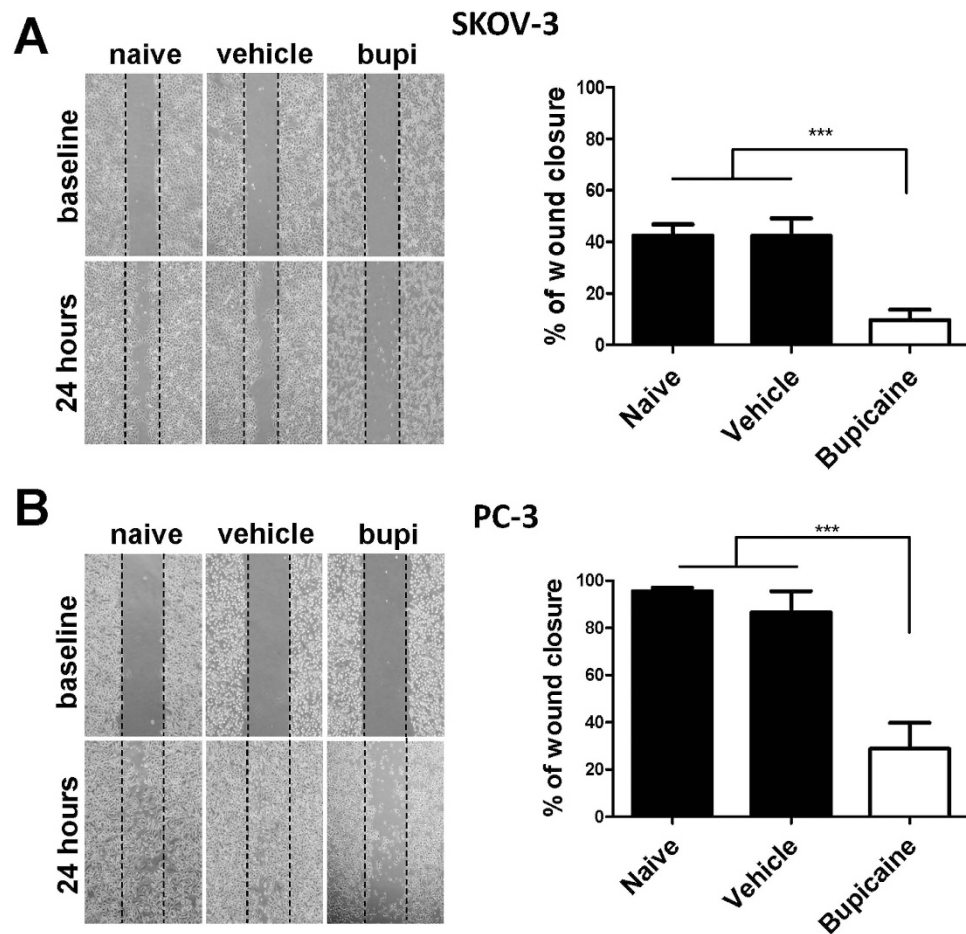 A
SKOV-3
naive vehicle bupi
baseline
24 hours
% of wound closure
100
80
60
40
20
0
***
Naive
Vehicle
Bupicaine
B
PC-3
naive vehicle bupi
baseline
24 hours
% of wound closure
100
80
60
40
20
0
***
Naive
Vehicle
Bupicaine